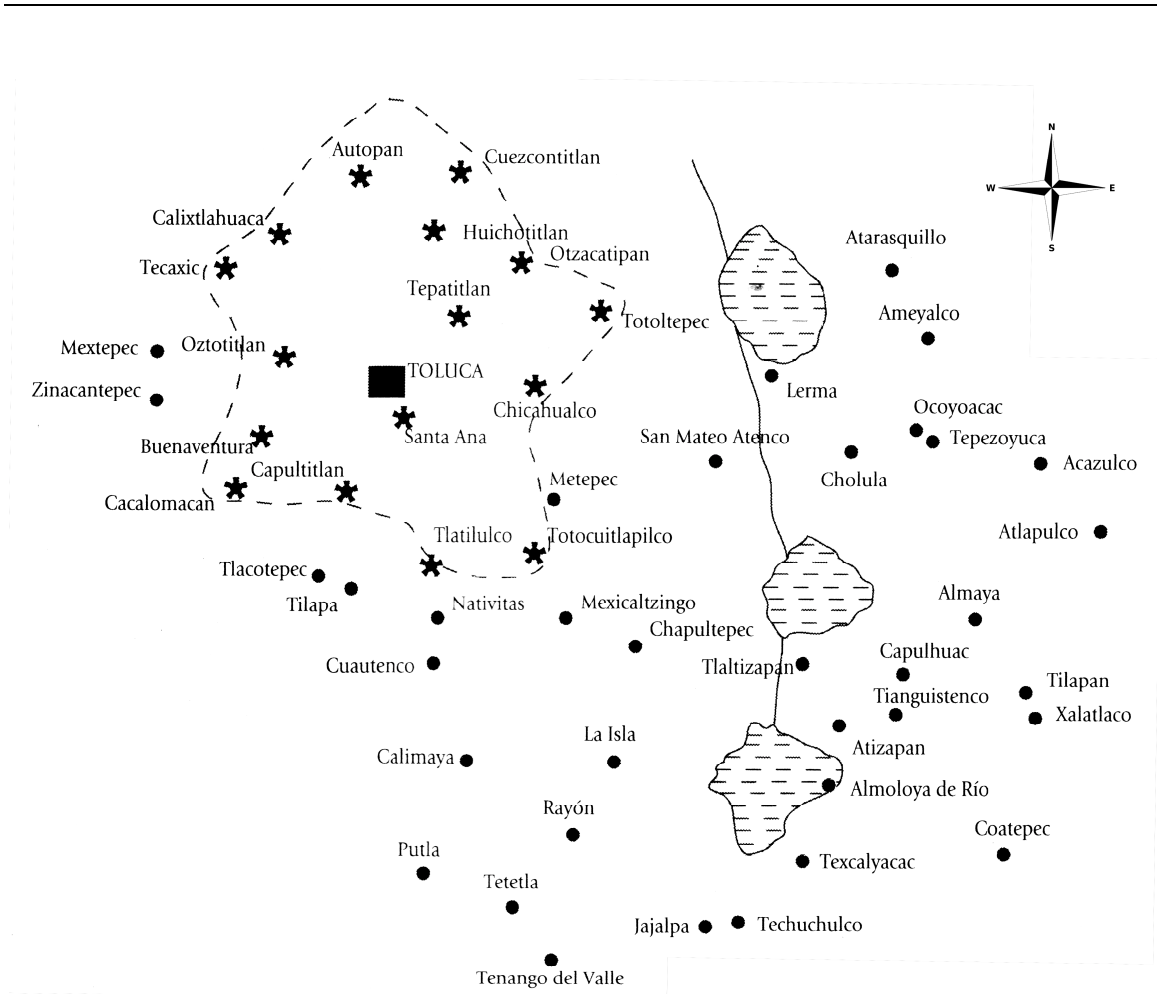 N
Autopan
Cuezcontitlan
W
E
Calixtlahuaca
Huichotitlan
Atarasquillo
S
Otzacatipan
Tecaxic
Tepatitlan
Ameyalco
Totoltepec
Oztotitlan
Mextepec
TOLUCA
Zinacantepec
Lerma
Chicahualco
Ocoyoacac
Santa Ana
San Mateo Atenco
Tepezoyuca
Buenaventura
Acazulco
Capultitlan
Metepec
Cholula
Cacalomacan
Atlapulco
Tlatilulco
Totocuitlapilco
Tlacotepec
Almaya
Tilapa
Nativitas
Mexicaltzingo
Chapultepec
Capulhuac
Cuautenco
Tlaltizapan
Tilapan
Tianguistenco
Xalatlaco
La Isla
Atizapan
Calimaya
Almoloya de Río
Rayón
Coatepec
Putla
Texcalyacac
Tetetla
Jajalpa
Techuchulco
Tenango del Valle